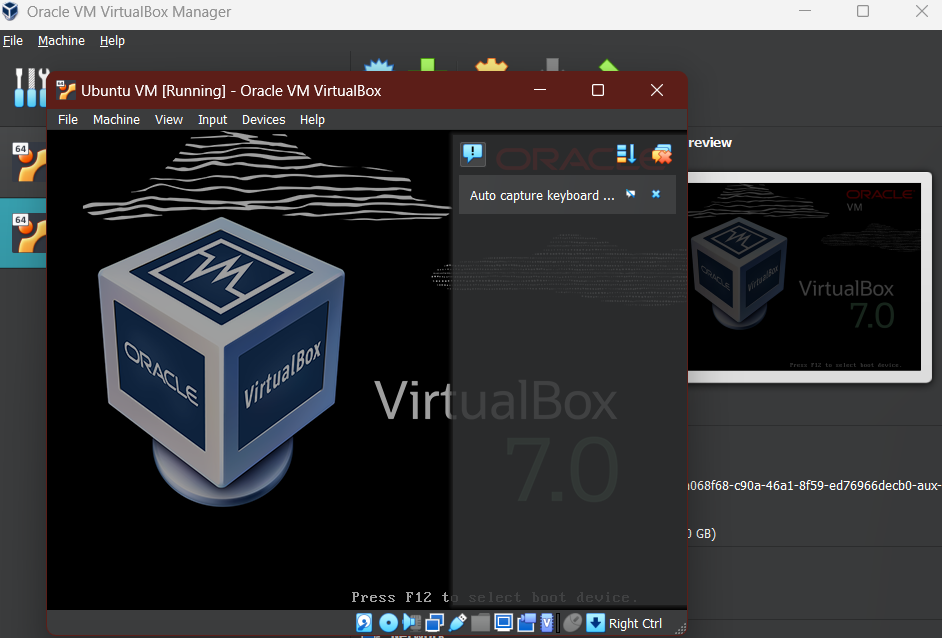 Oracle VM VirtualBox Manager
File Machine Help
Ubuntu VM [Running] - Oracle VM VirtualBox
File Machine View Input Devices Help
64
64
ORACLE
Auto capture keyboard ...
ORACLE
VirtualBox
VirtualBox
7.0
Press F12 to select boot device.
Right Ctrl
review
ORACLE
VM
ORACLE
VirtualBox
VirtualBox
7.0
Press F12 to select boot device.
068f68-c90a-46a1-8f59-ed76966decb0-aux-
GB)